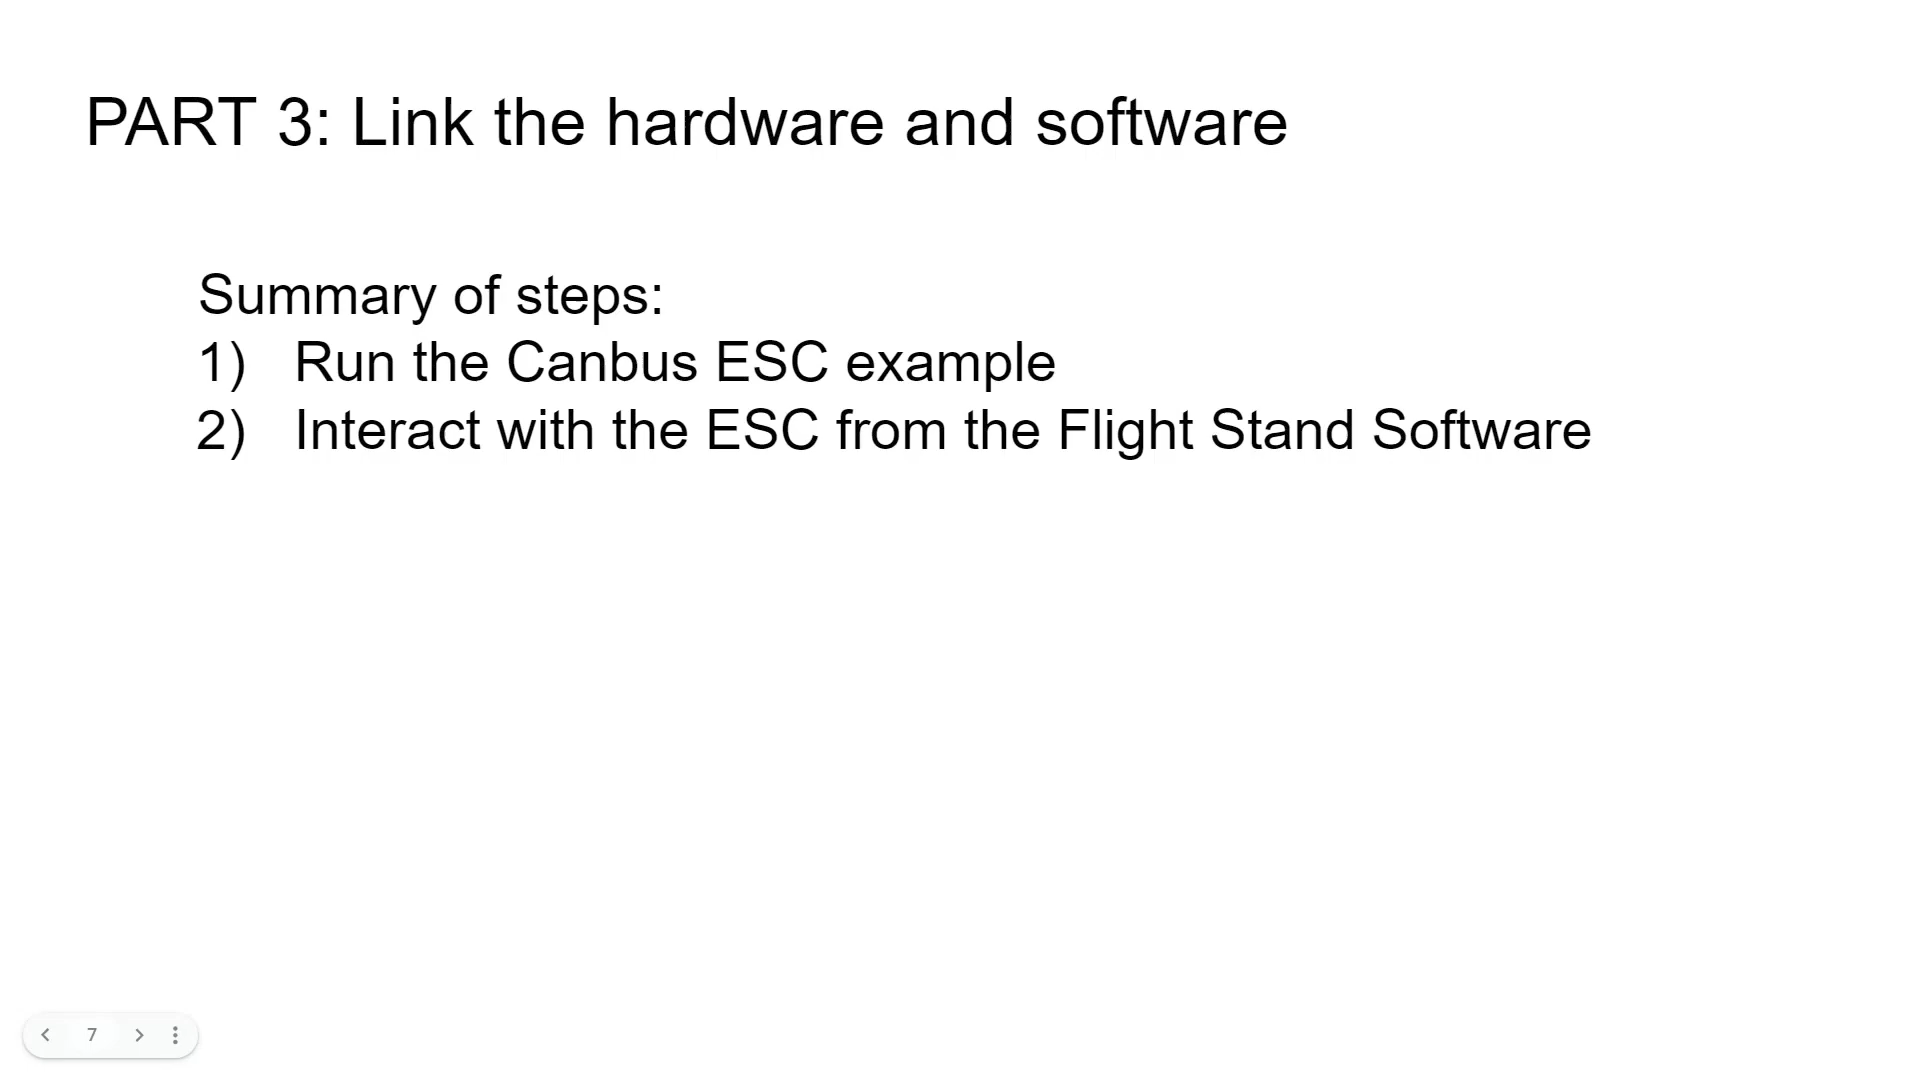 PART 3: Link the hardware and software
Summary of steps:
1) Run the Canbus ESC example
2) Interact with the ESC from the Flight Stand Software
7